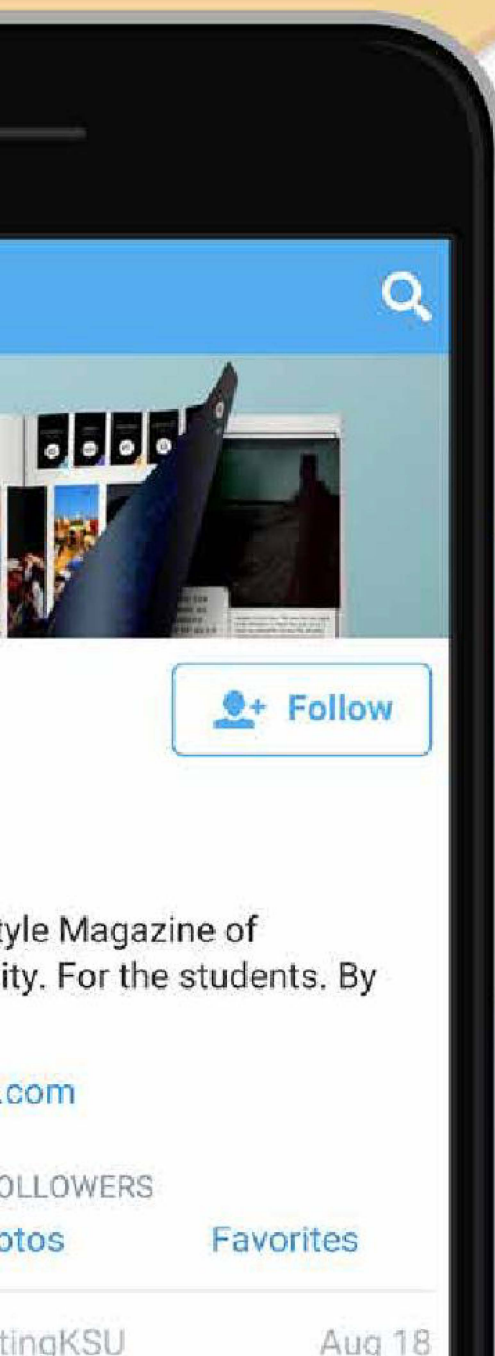 Follow
tyle Magazine of
ity. For the students. By
.com
OLLOWERS
otos
Favorites
tingKSU
Aug 18